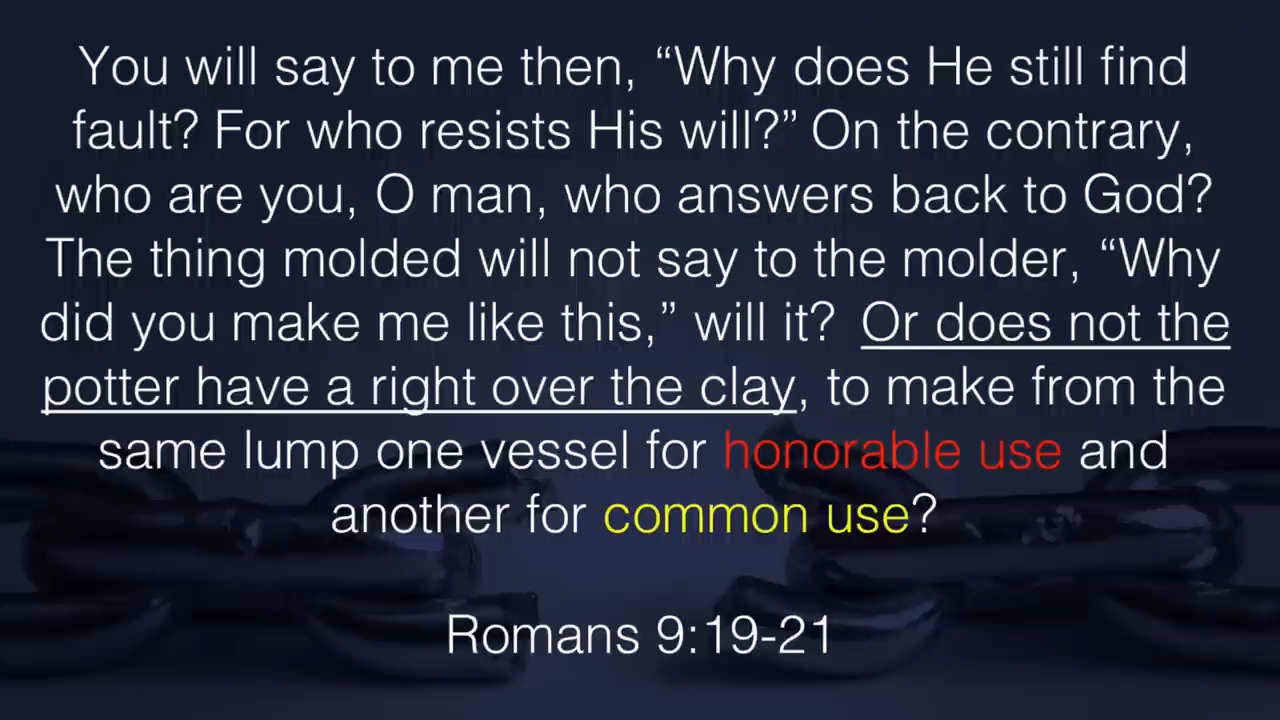 You will say to me then, “Why does He still find
fault? For who resists His will?” On the contrary,
who are you, O man, who answers back to God?
The thing molded will not say to the molder, “Why
did you make me like this,” will it? Or does not the
potter have a right over the clay, to make from the
same lump one vessel for honorable use and
another for common use?
Romans 9:19-21